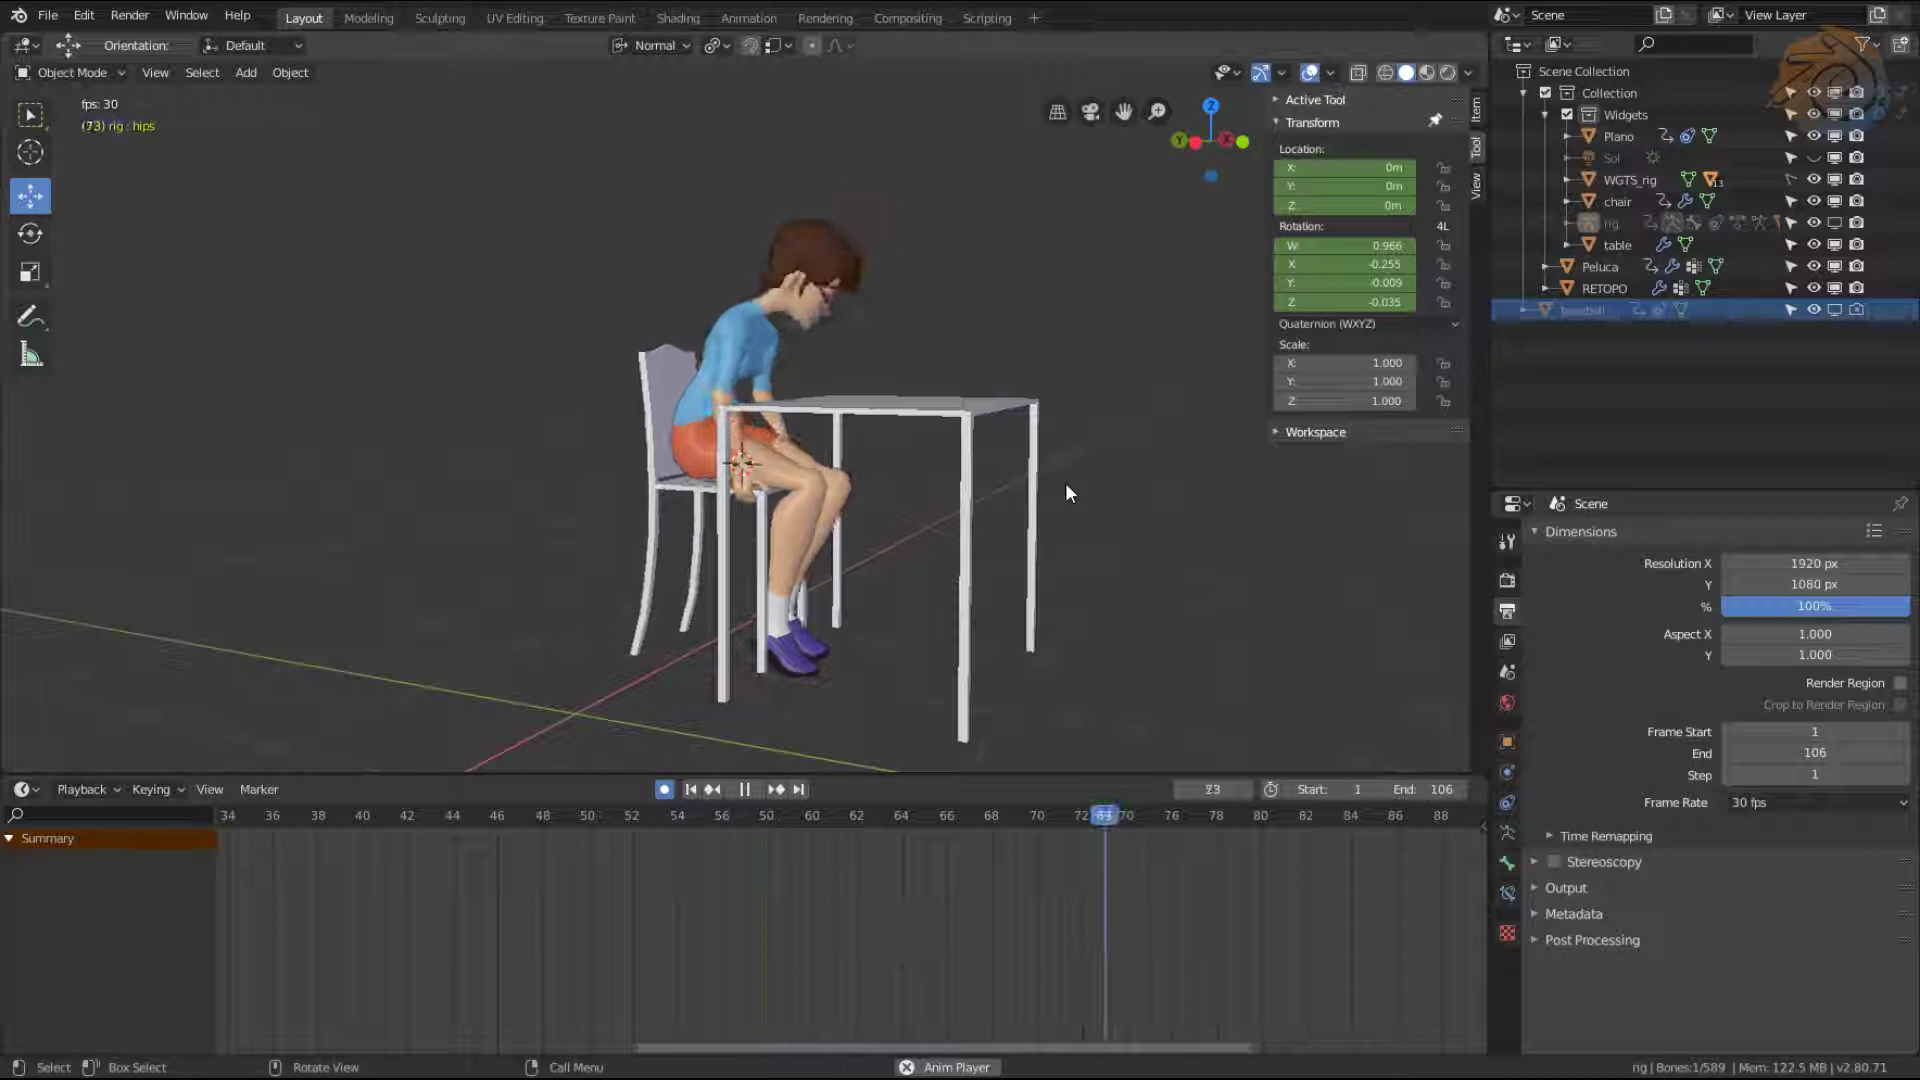 File Edit Render Window Help Layout Modeling Sculpting UV Editing Texture Paint Shading Animation Rendering Compositing Scripting + Scene View Layer
Orientation: Default Normal
Object Mode View Select Add Object
fps: 30
rig : hips
Active Tool
Transform
Location:
X: 0m
Y: 0m
Z: 0m
Rotation: 4L
W: 0.966
X -0.255
Y: -0.009
Z -0.035
Quaternion (WXYZ)
Scale:
X: 1.000
Y: 1.000
Z: 1.000
Workspace
Item
Tool
View
Scene Collection
Collection
Widgets
Plano
Sol
WGTS_rig
13
chair
rig
table
Peluca
RETOPO
Scene
Dimensions
Resolution X 1920 px
Y 1080 px
% 100%
Aspect X 1.000
Y 1.000
Render Region
Crop to Render Region
Frame Start 1
End 106
Step 1
Frame Rate 30 fps
Time Remapping
Stereoscopy
Output
Metadata
Post Processing
Playback Keying View Marker Start: 1 End: 106
34 36 38 40 42 44 46 48 50 52 54 56 58 60 62 64 66 68 70 72 76 78 80 82 84 86 88
Summary
Select Box Select Rotate View Call Menu Anim Player rig | Bones:1/589 | Mem: 122.5 MB | v2.80.71